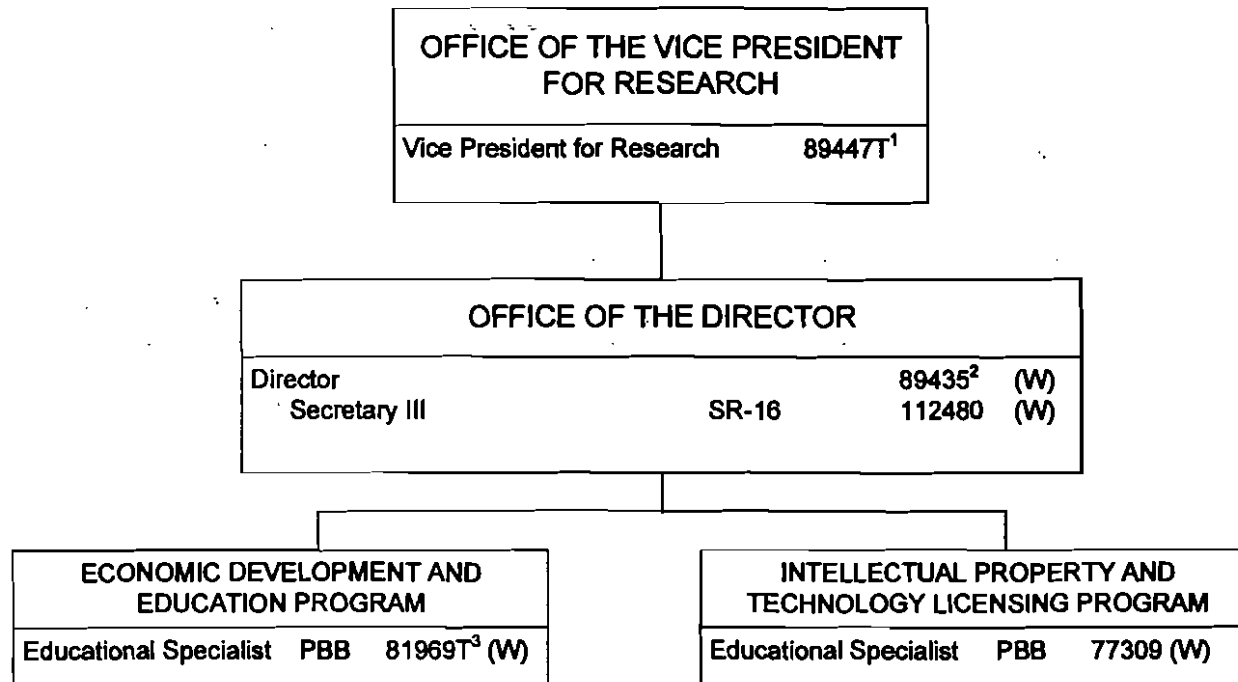 OFFICE OF THE VICE PRESIDENT
FOR RESEARCH
Vice President for Research 89447T¹
OFFICE OF THE DIRECTOR
Director 89435² (W)
Secretary III SR-16 112480 (W)
ECONOMIC DEVELOPMENT AND
EDUCATION PROGRAM
Educational Specialist PBB 81969T³ (W)
INTELLECTUAL PROPERTY AND
TECHNOLOGY LICENSING PROGRAM
Educational Specialist PBB 77309 (W)